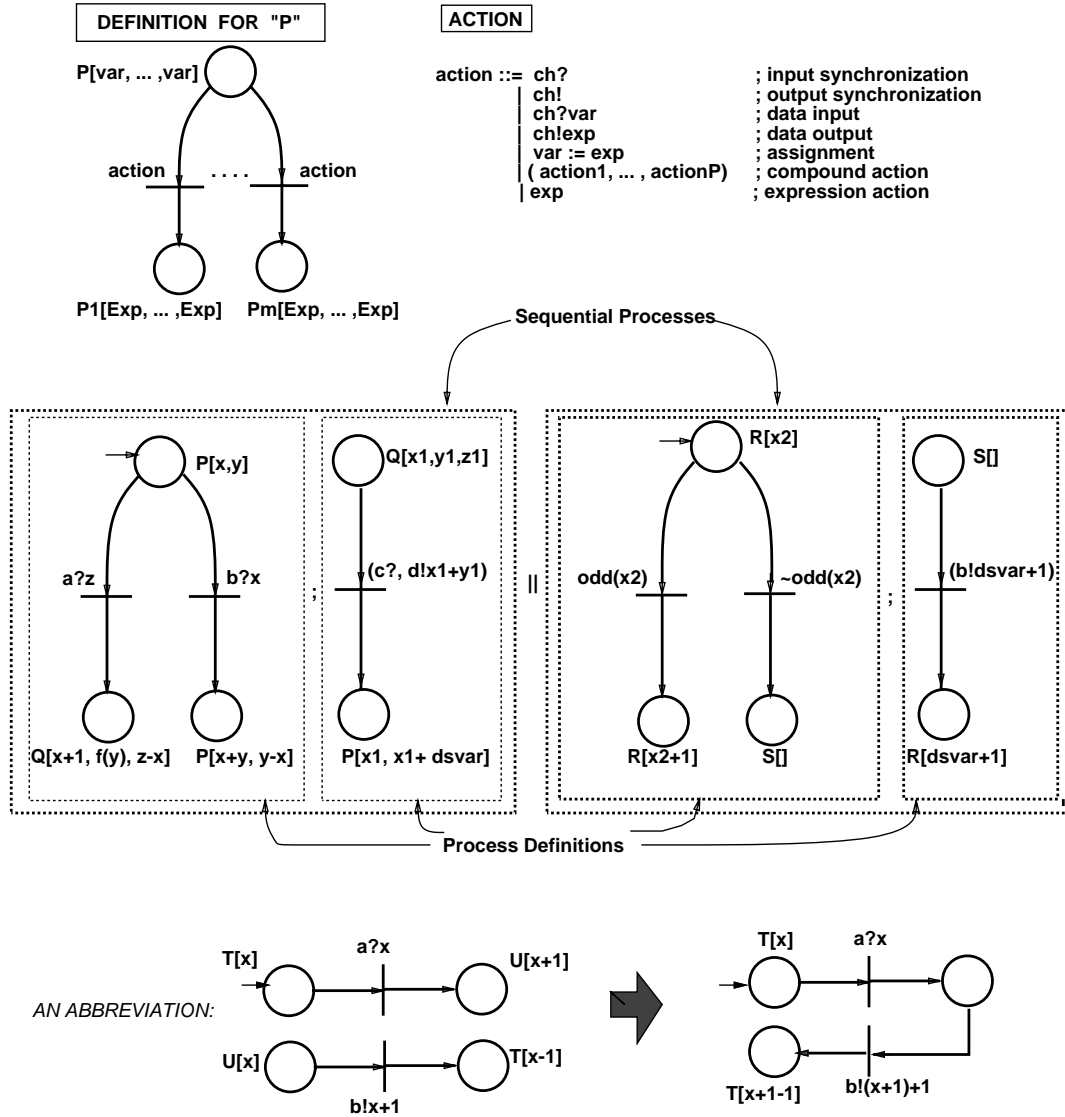 DEFINITION FOR "P"
ACTION
P[var, ... ,var]
action . . . . action
P1[Exp, ... ,Exp] Pm[Exp, ... ,Exp]
action ::= ch? ; input synchronization
| ch! ; output synchronization
| ch?var ; data input
| ch!exp ; data output
| var := exp ; assignment
| ( action1, ... , actionP) ; compound action
| exp ; expression action
Sequential Processes
P[x,y]
a?z
b?x
Q[x+1, f(y), z-x]
P[x+y, y-x]
;
Q[x1,y1,z1]
(c?, d!x1+y1)
P[x1, x1+ dsvar]
||
R[x2]
odd(x2)
~odd(x2)
R[x2+1]
S[]
;
S[]
(b!dsvar+1)
R[dsvar+1]
Process Definitions
AN ABBREVIATION:
T[x]
a?x
U[x+1]
U[x]
b!x+1
T[x-1]
T[x]
a?x
T[x+1-1]
b!(x+1)+1